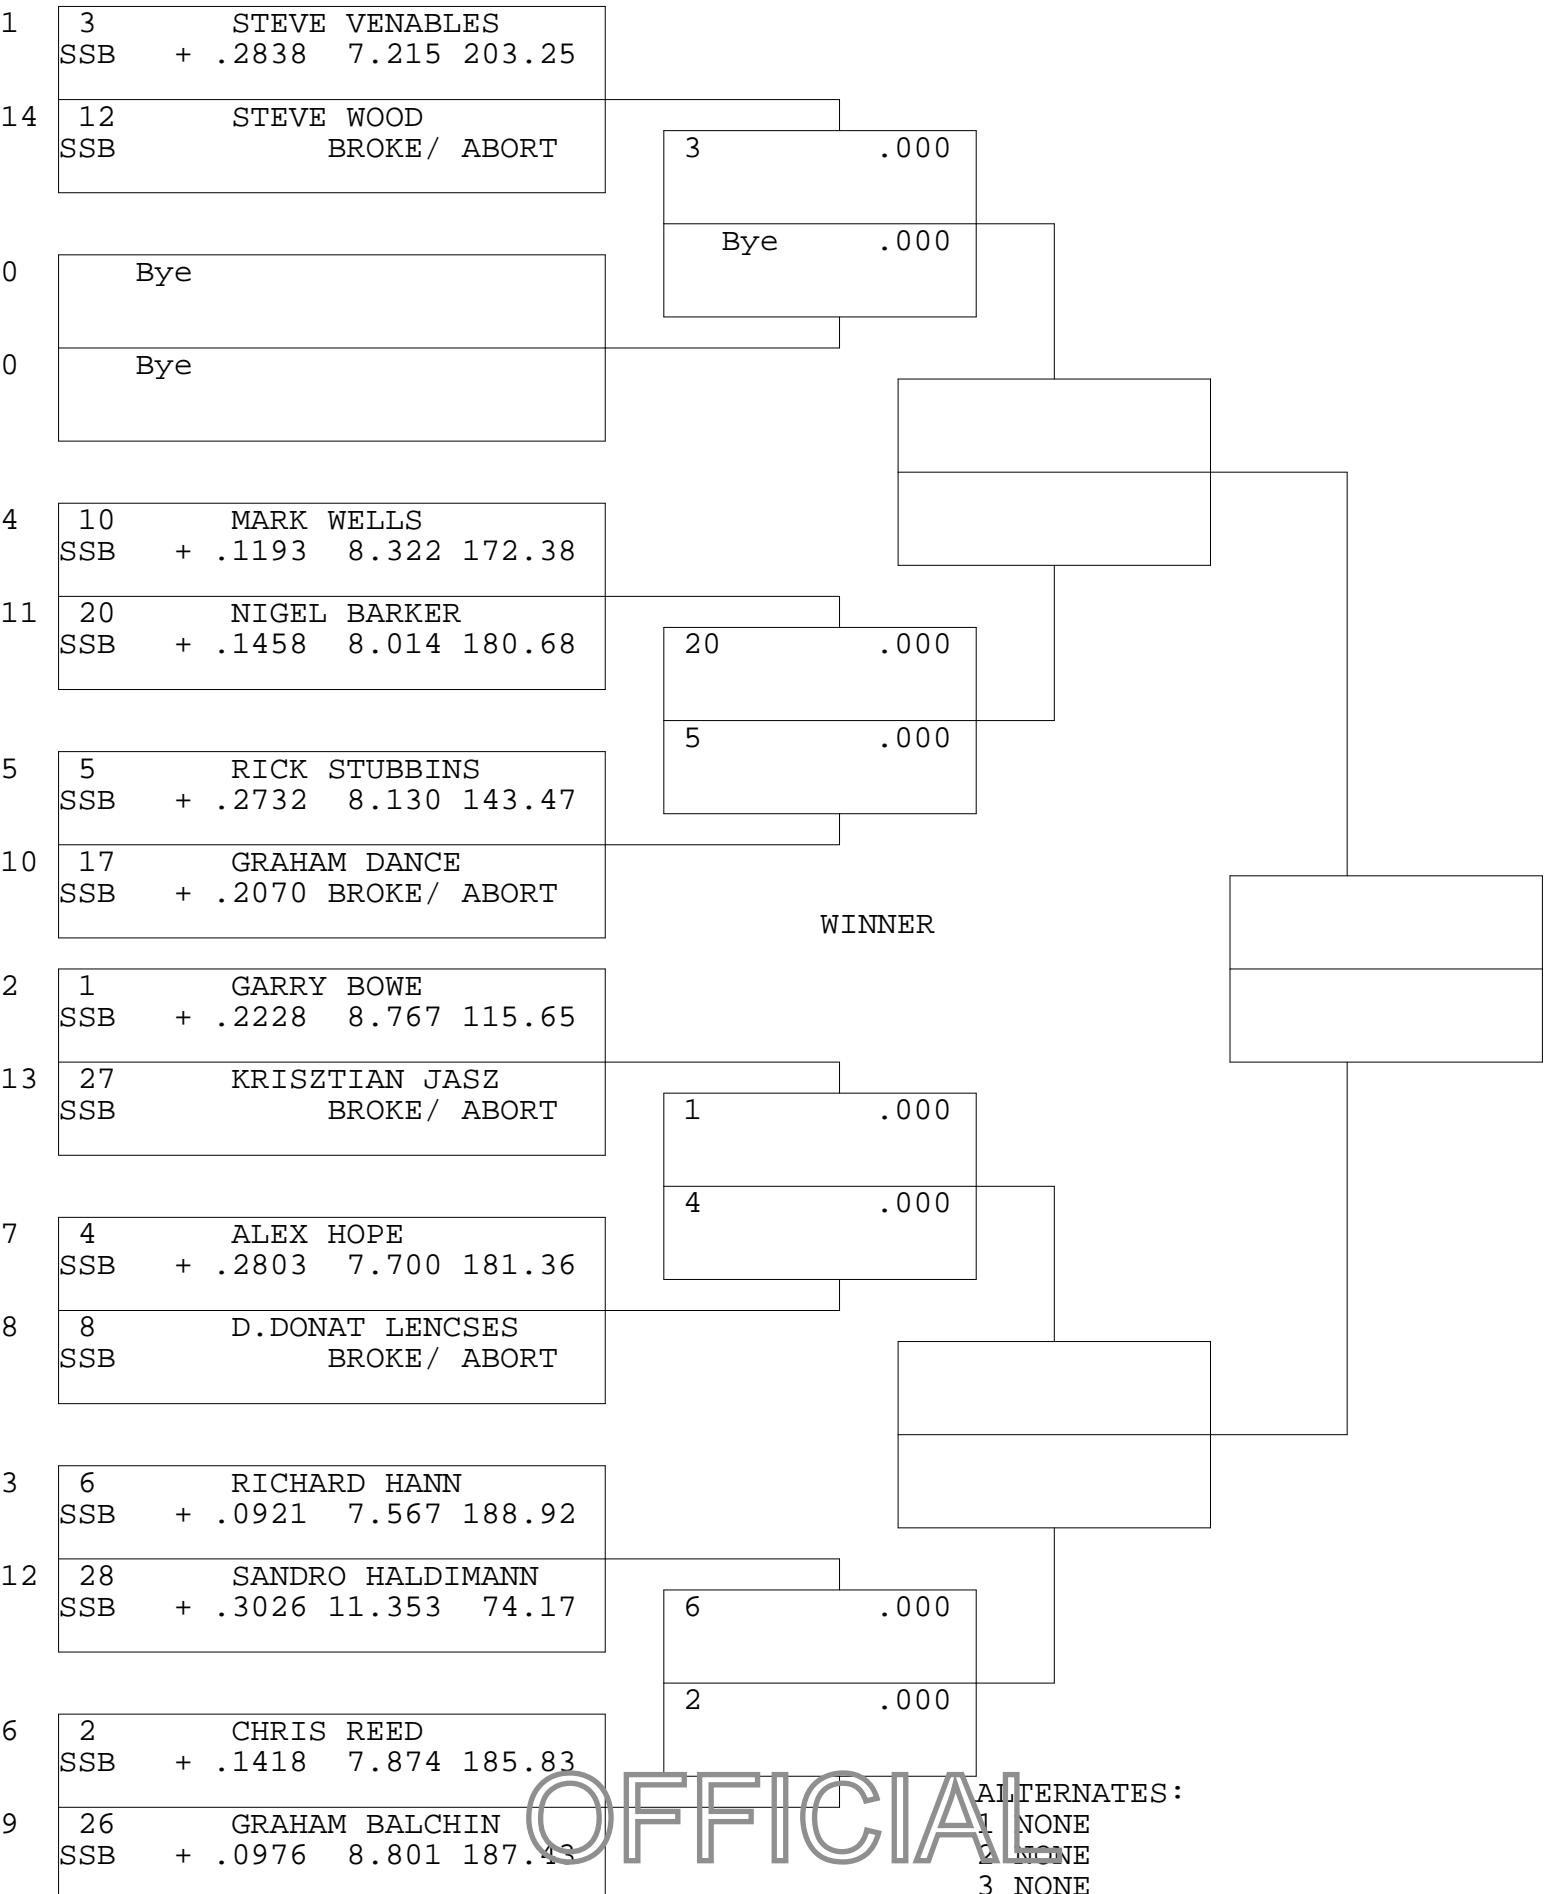 1 3 STEVE VENABLES
SSB + .2838 7.215 203.25
14 12 STEVE WOOD
SSB BROKE/ ABORT
3 .000
Bye .000
0 Bye
0 Bye
4 10 MARK WELLS
SSB + .1193 8.322 172.38
11 20 NIGEL BARKER
SSB + .1458 8.014 180.68
20 .000
5 .000
5 5 RICK STUBBINS
SSB + .2732 8.130 143.47
10 17 GRAHAM DANCE
SSB + .2070 BROKE/ ABORT
WINNER
2 1 GARRY BOWE
SSB + .2228 8.767 115.65
13 27 KRISZTIAN JASZ
SSB BROKE/ ABORT
1 .000
4 .000
7 4 ALEX HOPE
SSB + .2803 7.700 181.36
8 8 D.DONAT LENCSES
SSB BROKE/ ABORT
3 6 RICHARD HANN
SSB + .0921 7.567 188.92
12 28 SANDRO HALDIMANN
SSB + .3026 11.353 74.17
6 .000
2 .000
6 2 CHRIS REED
SSB + .1418 7.874 185.83
9 26 GRAHAM BALCHIN
SSB + .0976 8.801 187.43
OFFICIAL
ALTERNATES:
1 NONE
2 NONE
3 NONE